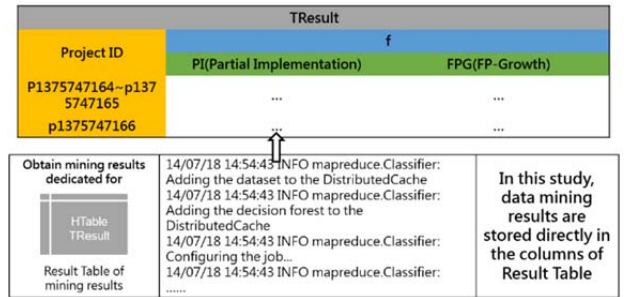 TResult
Project ID
f
PI(Partial Implementation)
FPG(FP-Growth)
P1375747164~p137
5747165
...
...
p1375747166
...
...
Obtain mining results
dedicated for
HTable
TResult
Result Table of
mining results
14/07/18 14:54:43 INFO mapreduce.Classifier:
Adding the dataset to the DistributedCache
14/07/18 14:54:43 INFO mapreduce.Classifier:
Adding the decision forest to the
DistributedCache
14/07/18 14:54:43 INFO mapreduce.Classifier:
Configuring the job...
14/07/18 14:54:43 INFO mapreduce.Classifier:
......
In this study,
data mining
results are
stored directly in
the columns of
Result Table